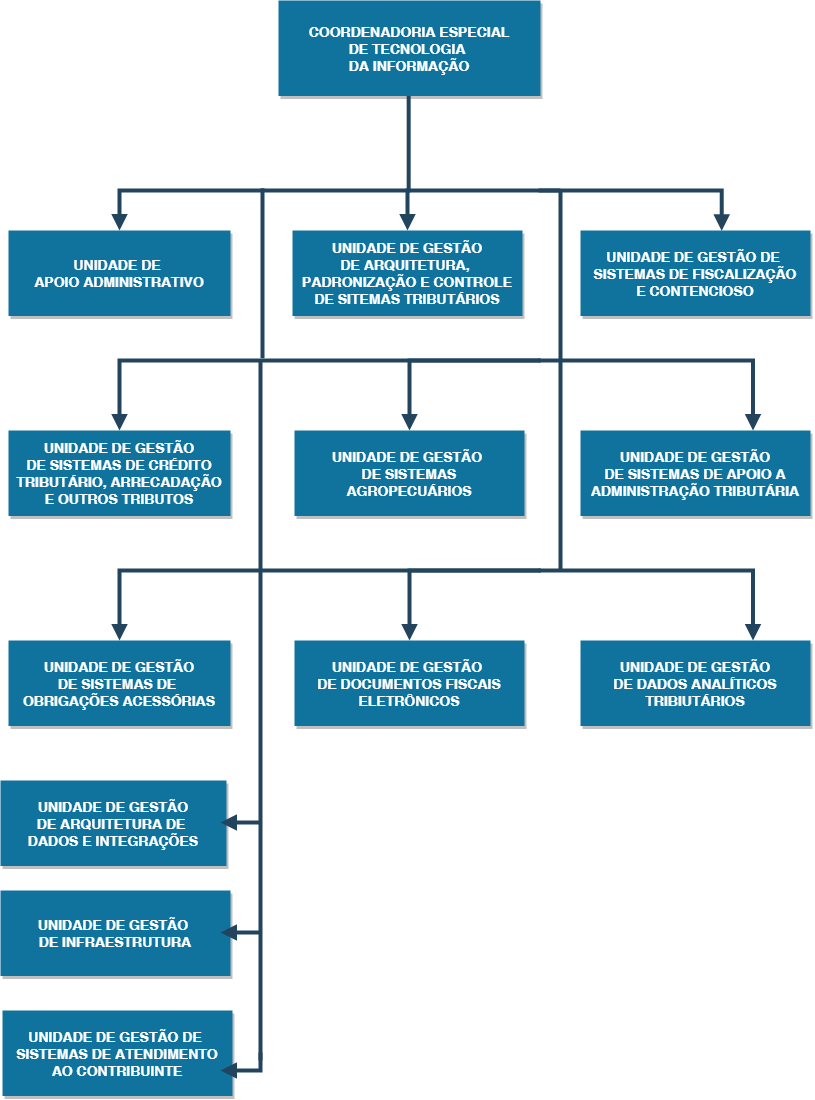 COORDENADORIA ESPECIAL
DE TECNOLOGIA
DA INFORMAÇÃO
UNIDADE DE
APOIO ADMINISTRATIVO
UNIDADE DE GESTÃO
DE ARQUITETURA,
PADRONIZAÇÃO E CONTROLE
DE SITEMAS TRIBUTÁRIOS
UNIDADE DE GESTÃO DE
SISTEMAS DE FISCALIZAÇÃO
E CONTENCIOSO
UNIDADE DE GESTÃO
DE SISTEMAS DE CRÉDITO
TRIBUTÁRIO, ARRECADAÇÃO
E OUTROS TRIBUTOS
UNIDADE DE GESTÃO
DE SISTEMAS
AGROPECUÁRIOS
UNIDADE DE GESTÃO
DE SISTEMAS DE APOIO A
ADMINISTRAÇÃO TRIBUTÁRIA
UNIDADE DE GESTÃO
DE SISTEMAS DE
OBRIGAÇÕES ACESSÓRIAS
UNIDADE DE GESTÃO
DE DOCUMENTOS FISCAIS
ELETRÔNICOS
UNIDADE DE GESTÃO
DE DADOS ANALÍTICOS
TRIBIUTÁRIOS
UNIDADE DE GESTÃO
DE ARQUITETURA DE
DADOS E INTEGRAÇÕES
UNIDADE DE GESTÃO
DE INFRAESTRUTURA
UNIDADE DE GESTÃO DE
SISTEMAS DE ATENDIMENTO
AO CONTRIBUINTE